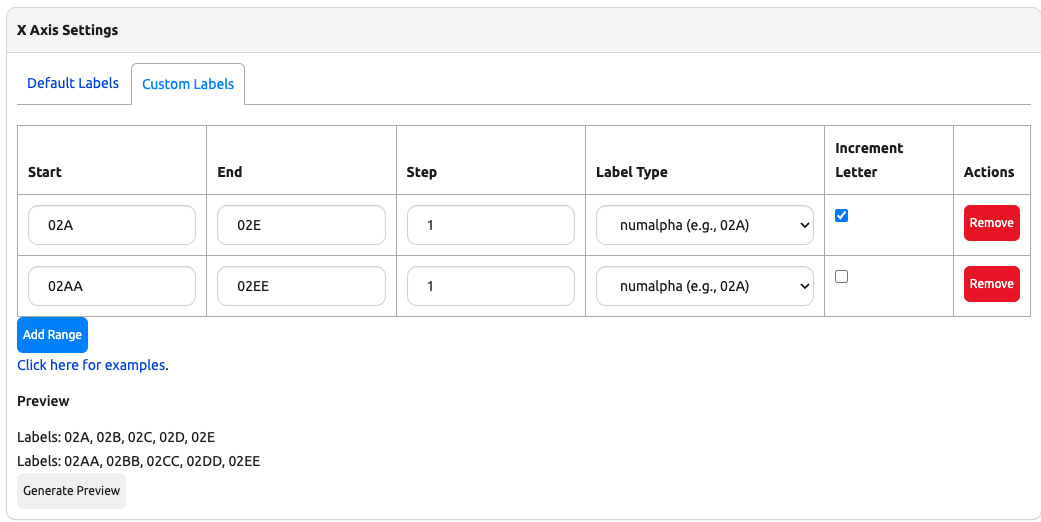 X Axis Settings
Default Labels
Custom Labels
Start
End
Step
Label Type
Increment
Letter
Actions
02A
02E
1
numalpha (e.g., 02A)
Remove
02AA
02EE
1
numalpha (e.g., 02A)
Remove
Add Range
Click here for examples.
Preview
Labels: 02A, 02B, 02C, 02D, 02E
Labels: 02AA, 02BB, 02CC, 02DD, 02EE
Generate Preview